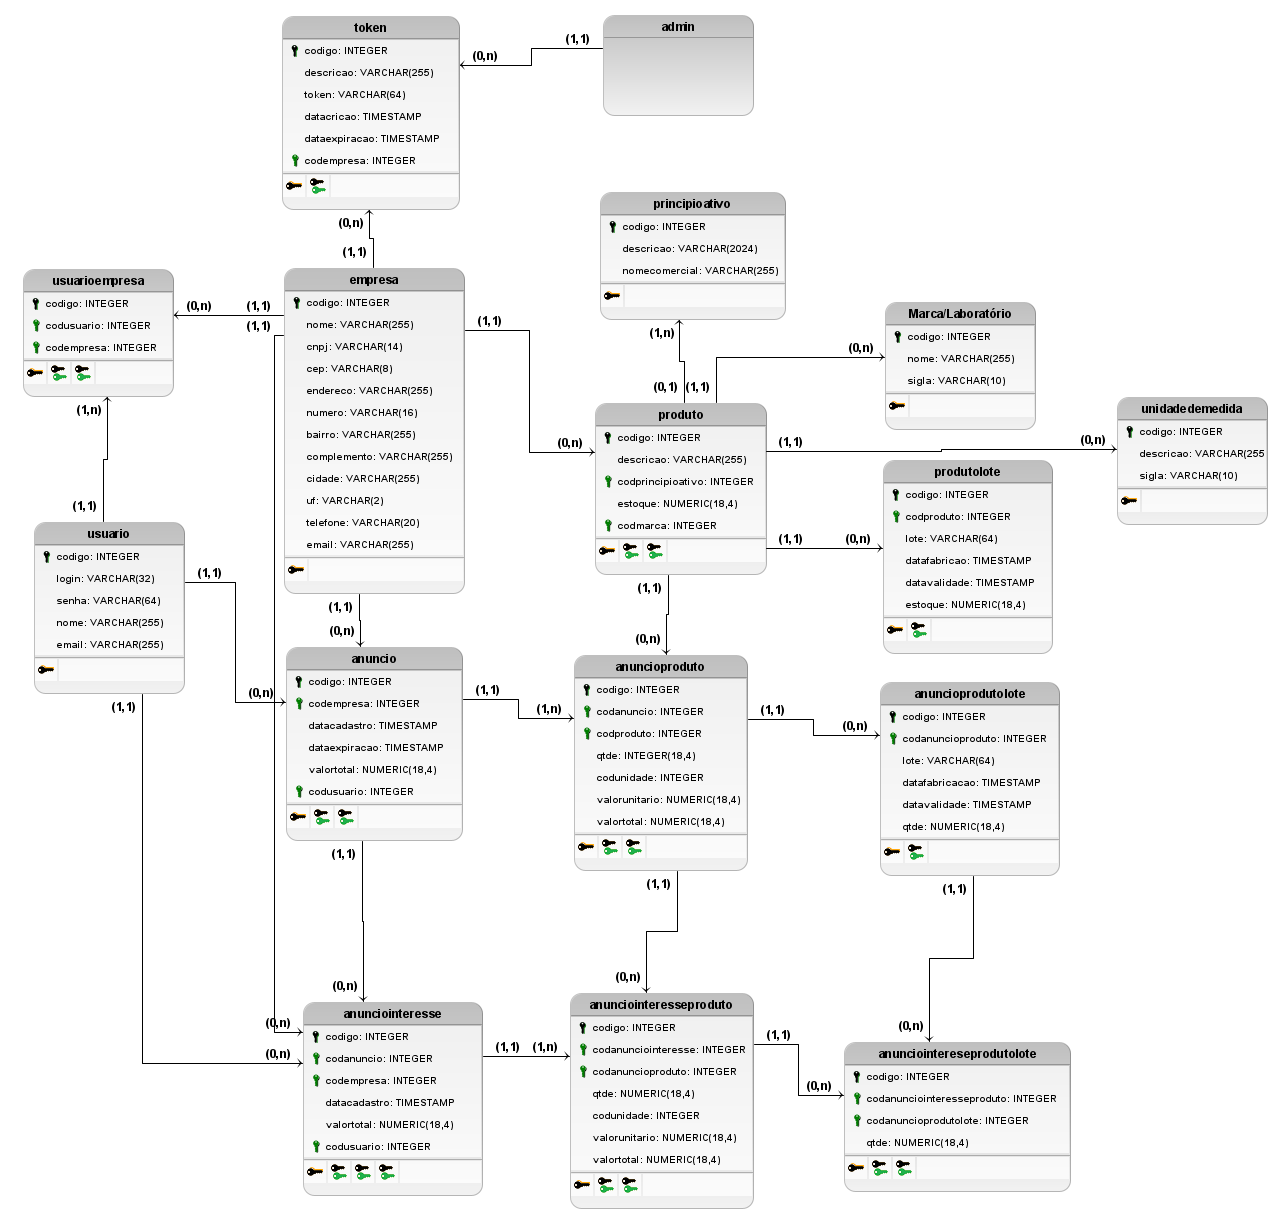 token
codigo: INTEGER
descricao: VARCHAR(255)
token: VARCHAR(64)
datacricao: TIMESTAMP
dataexpiracao: TIMESTAMP
codempresa: INTEGER
(0,n)
(1,1)
admin
(0,n)
(1,1)
principioativo
codigo: INTEGER
descricao: VARCHAR(2024)
nomecomercial: VARCHAR(255)
usuarioempresa
codigo: INTEGER
codusuario: INTEGER
codempresa: INTEGER
(0,n)
(1,1)
(1,1)
empresa
codigo: INTEGER
nome: VARCHAR(255)
cnpj: VARCHAR(14)
cep: VARCHAR(8)
endereco: VARCHAR(255)
numero: VARCHAR(16)
bairro: VARCHAR(255)
complemento: VARCHAR(255)
cidade: VARCHAR(255)
uf: VARCHAR(2)
telefone: VARCHAR(20)
email: VARCHAR(255)
(1,1)
(0,n)
(1,n)
(0,1)
(1,1)
(0,n)
Marca/Laboratório
codigo: INTEGER
nome: VARCHAR(255)
sigla: VARCHAR(10)
produto
codigo: INTEGER
descricao: VARCHAR(255)
codprincipioativo: INTEGER
estoque: NUMERIC(18,4)
codmarca: INTEGER
(1,1)
(0,n)
unidadedemedida
codigo: INTEGER
descricao: VARCHAR(255
sigla: VARCHAR(10)
(1,1)
(0,n)
produtolote
codigo: INTEGER
codproduto: INTEGER
lote: VARCHAR(64)
datafabricao: TIMESTAMP
datavalidade: TIMESTAMP
estoque: NUMERIC(18,4)
(1,n)
(1,1)
usuario
codigo: INTEGER
login: VARCHAR(32)
senha: VARCHAR(64)
nome: VARCHAR(255)
email: VARCHAR(255)
(1,1)
(0,n)
(1,1)
(1,1)
(0,n)
anuncio
codigo: INTEGER
codempresa: INTEGER
datacadastro: TIMESTAMP
dataexpiracao: TIMESTAMP
valortotal: NUMERIC(18,4)
codusuario: INTEGER
(1,1)
(1,n)
(1,1)
(0,n)
anuncioproduto
codigo: INTEGER
codanuncio: INTEGER
codproduto: INTEGER
qtde: INTEGER(18,4)
codunidade: INTEGER
valorunitario: NUMERIC(18,4)
valortotal: NUMERIC(18,4)
(1,1)
(0,n)
anuncioprodutolote
codigo: INTEGER
codanuncioproduto: INTEGER
lote: VARCHAR(64)
datafabricacao: TIMESTAMP
datavalidade: TIMESTAMP
qtde: NUMERIC(18,4)
(1,1)
(0,n)
(0,n)
(0,n)
anunciointeresse
codigo: INTEGER
codanuncio: INTEGER
codempresa: INTEGER
datacadastro: TIMESTAMP
valortotal: NUMERIC(18,4)
codusuario: INTEGER
(1,1)
(1,n)
(1,1)
(0,n)
anunciointeresseproduto
codigo: INTEGER
codanunciointeresse: INTEGER
codanuncioproduto: INTEGER
qtde: NUMERIC(18,4)
codunidade: INTEGER
valorunitario: NUMERIC(18,4)
valortotal: NUMERIC(18,4)
(1,1)
(0,n)
(1,1)
(0,n)
anunciointereseprodutolote
codigo: INTEGER
codanunciointeresseproduto: INTEGER
codanuncioprodutolote: INTEGER
qtde: NUMERIC(18,4)